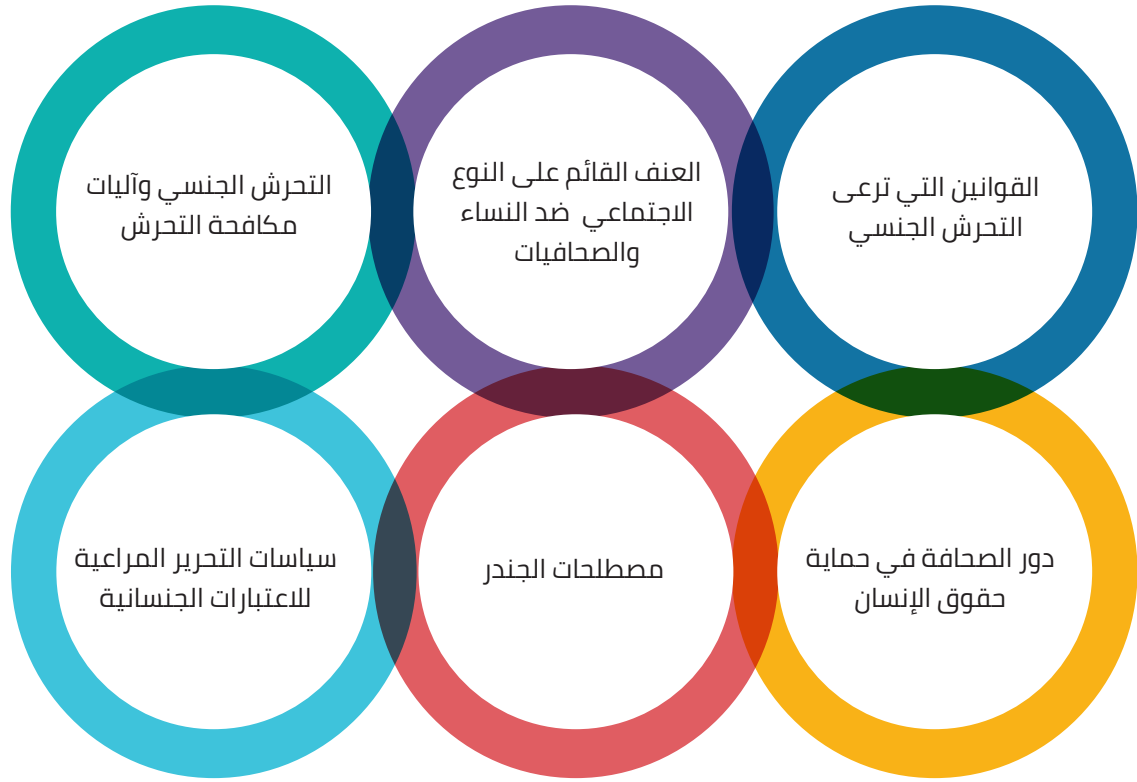 القوانين التي ترعى
التحرش الجنسي
العنف القائم على النوع
الاجتماعي ضد النساء
والصحافيات
التحرش الجنسي وآليات
مكافحة التحرش
دور الصحافة في حماية
حقوق الإنسان
مصطلحات الجندر
سياسات التحرير المراعية
للاعتبارات الجنسانية